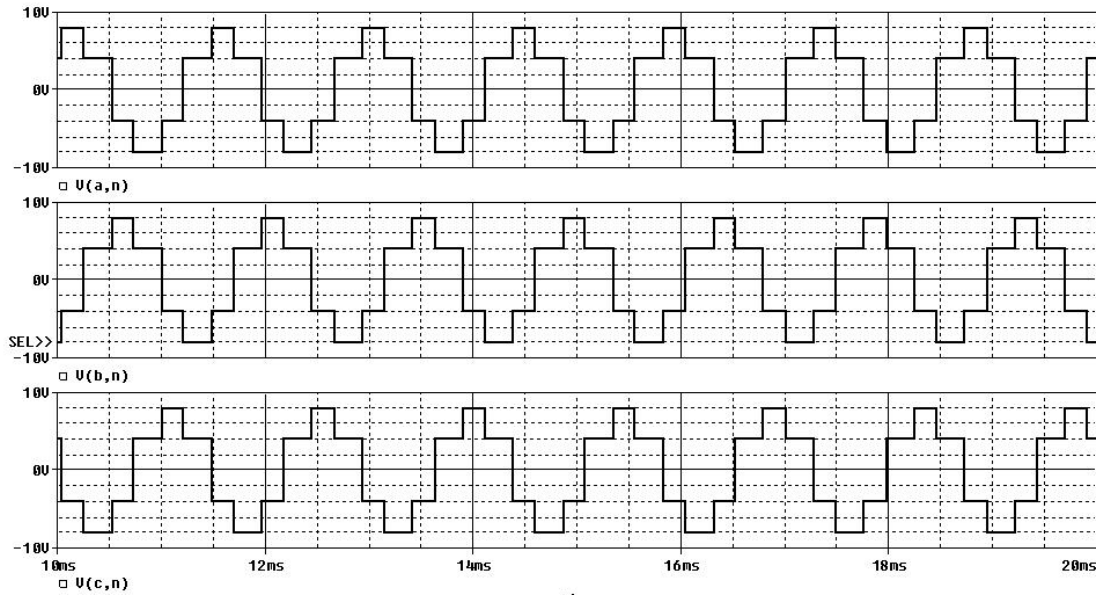 10V
0V
-10V
V(a,n)
10V
0V
SEL>>
-10V
V(b,n)
10V
0V
-10V
10ms 12ms 14ms 16ms 18ms 20ms
V(c,n)